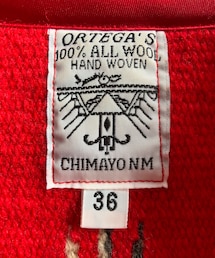 ORTEGA'S
100% ALL WOOL
HAND WOVEN
CHIMAYO NM
36